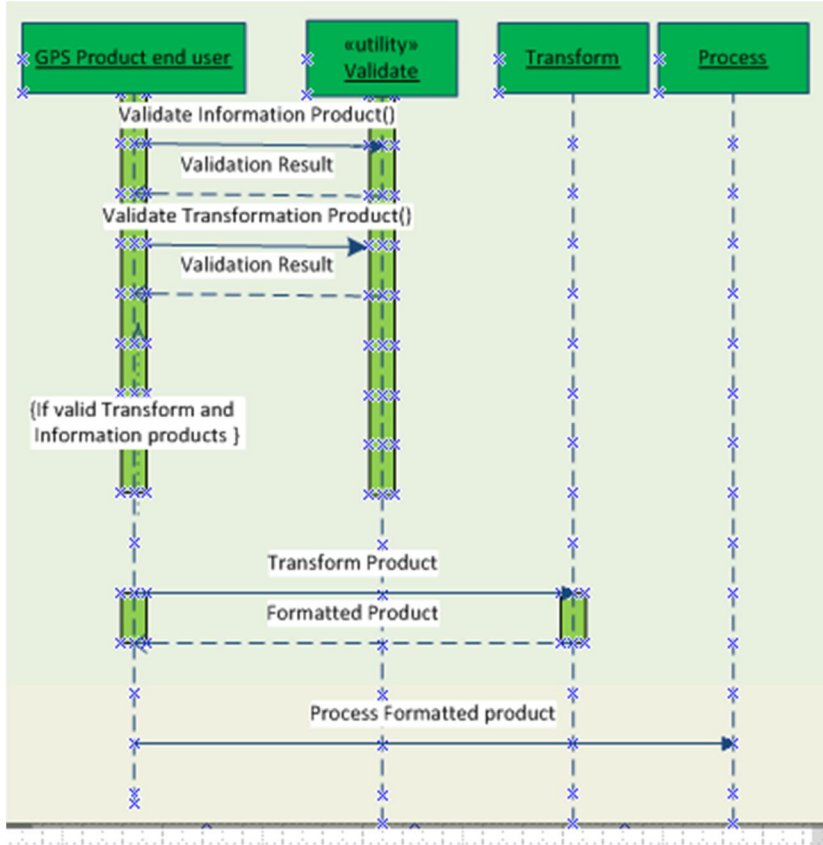 GPS Product end user
«utility»
Validate
Transform
Process
Validate Information Product()
Validation Result
Validate Transformation Product()
Validation Result
{If valid Transform and
Information products }
Transform Product
Formatted Product
Process Formatted product